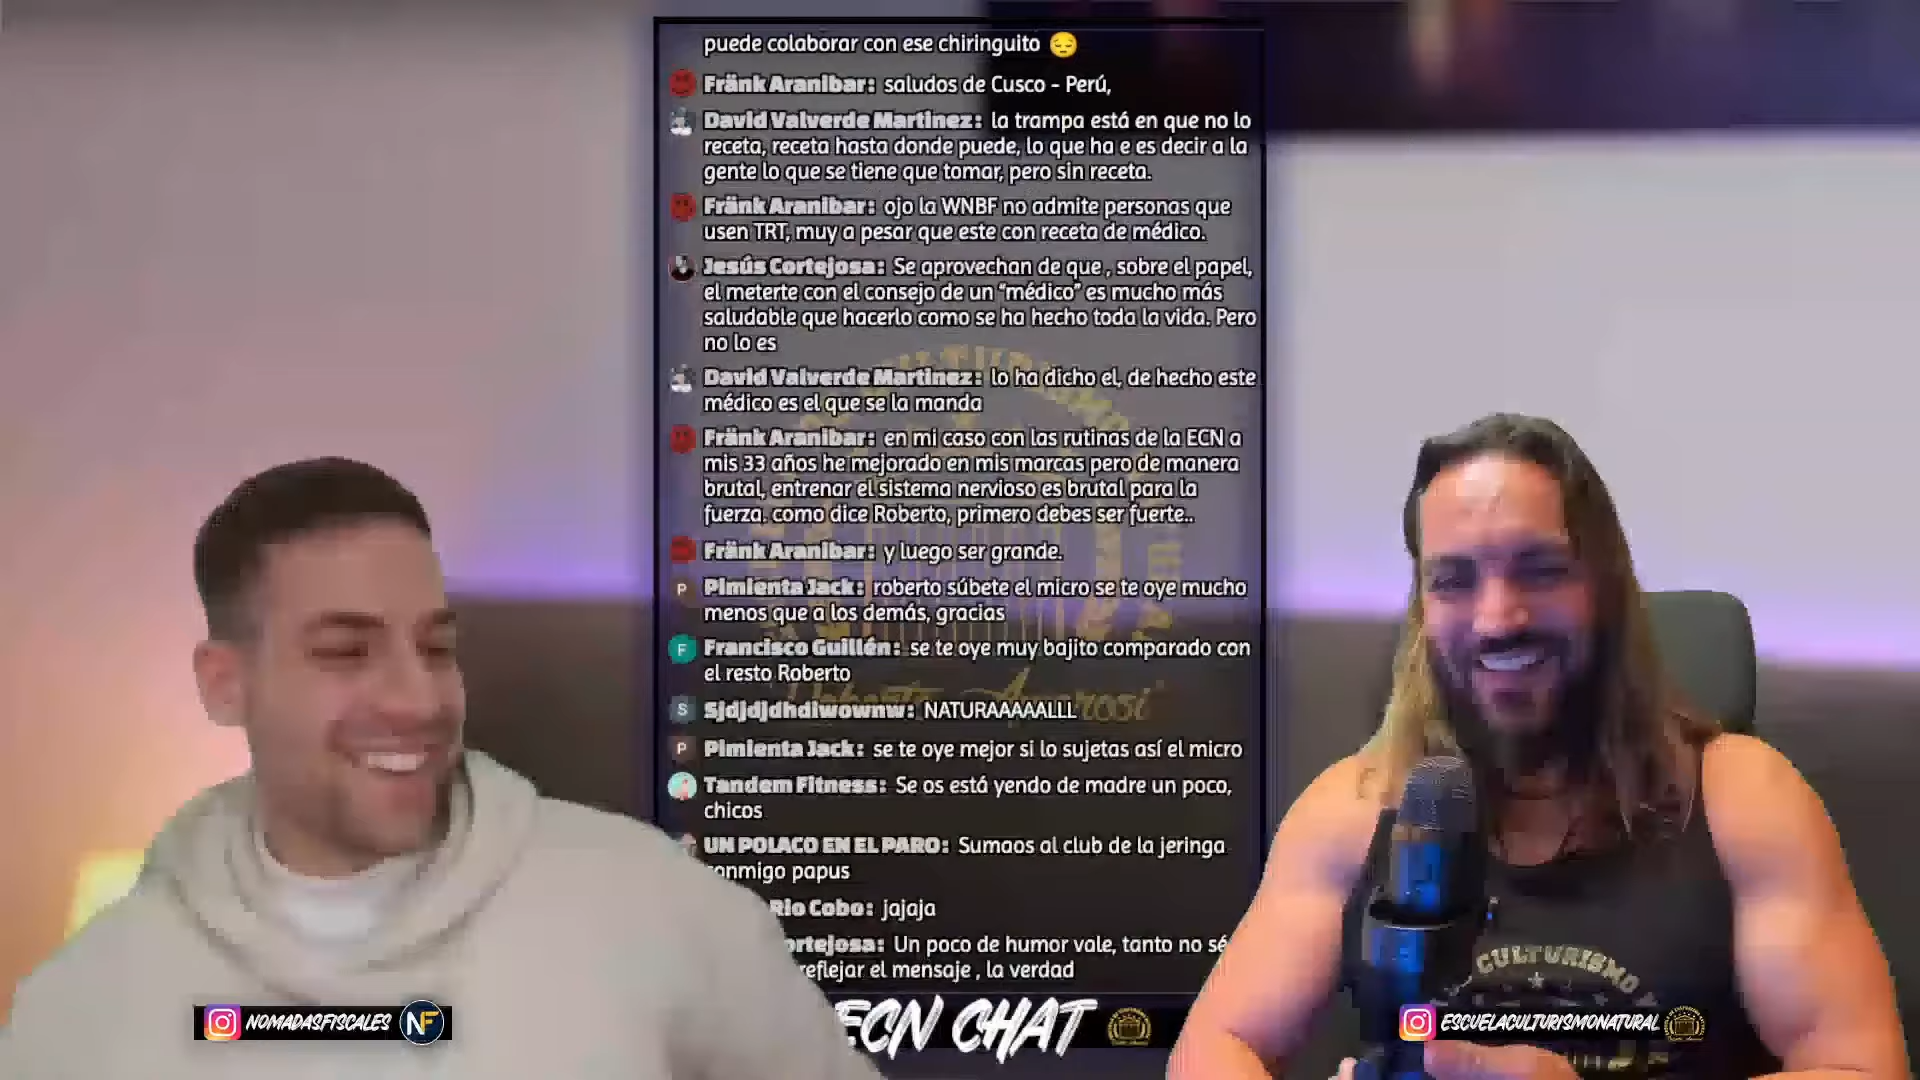 puede colaborar con ese chiringuito 😔
Fränk Aranibar: saludos de Cusco - Perú,
David Valverde Martinez: la trampa está en que no lo
receta, receta hasta donde puede, lo que ha e es decir a la
gente lo que se tiene que tomar, pero sin receta.
Fränk Aranibar: ojo la WNBF no admite personas que
usen TRT, muy a pesar que este con receta de médico.
Jesús Cortejosa: Se aprovechan de que , sobre el papel,
el meterte con el consejo de un “médico” es mucho más
saludable que hacerlo como se ha hecho toda la vida. Pero
no lo es
David Valverde Martinez: lo ha dicho el, de hecho este
médico es el que se la manda
Fränk Aranibar: en mi caso con las rutinas de la ECN a
mis 33 años he mejorado en mis marcas pero de manera
brutal, entrenar el sistema nervioso es brutal para la
fuerza. como dice Roberto, primero debes ser fuerte..
Fränk Aranibar: y luego ser grande.
P Pimienta Jack: roberto súbete el micro se te oye mucho
menos que a los demás, gracias
F Francisco Guillén: se te oye muy bajito comparado con
el resto Roberto
S Sjdjdjdhdiwownw: NATURAAAAALLL
P Pimienta Jack: se te oye mejor si lo sujetas así el micro
Tandem Fitness: Se os está yendo de madre un poco,
chicos
UN POLACO EN EL PARO: Sumaos al club de la jeringa
onmigo papus
Rio Cobo: jajaja
ortejosa: Un poco de humor vale, tanto no sé
reflejar el mensaje , la verdad
NOMADASFISCALES NF
ECN CHAT
CULTURISMO
ESCUELACULTURISMONATURAL